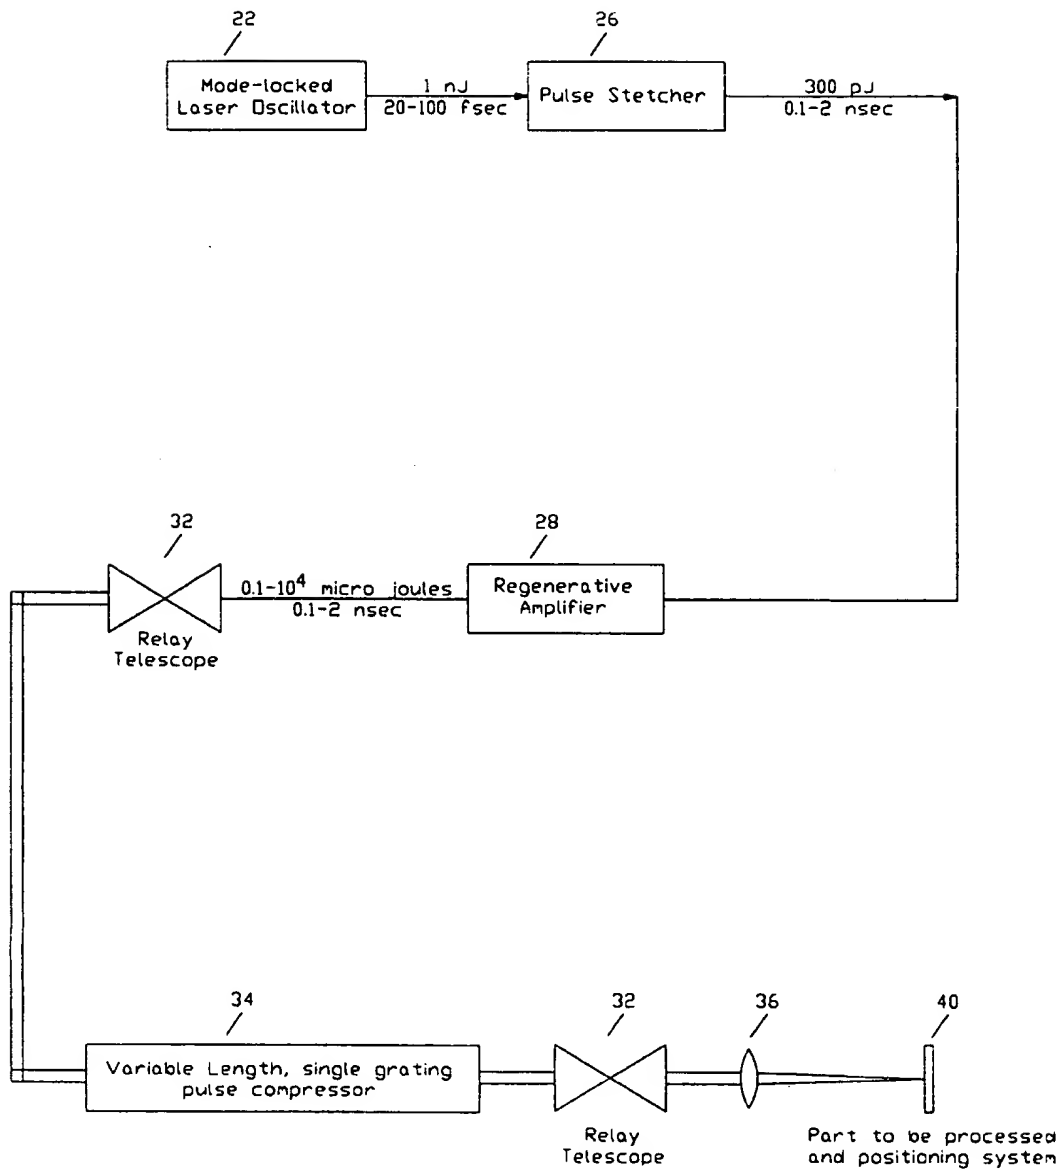 22
26
Mode-locked
Laser Oscillator
1 nJ
20-100 fsec
Pulse Stetcher
300 pJ
0.1-2 nsec
32
28
0.1-10⁴ micro joules
0.1-2 nsec
Regenerative
Amplifier
Relay
Telescope
34
32
36
40
Variable Length, single grating
pulse compressor
Relay
Telescope
Part to be processed
and positioning system